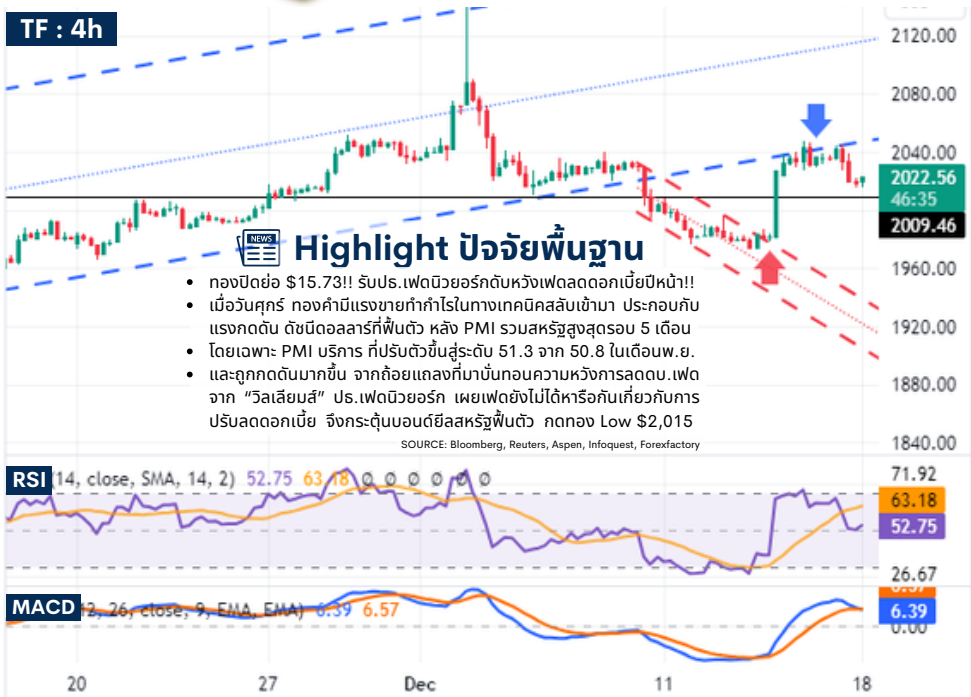 TF : 4h
2120.00
2080.00
2040.00
2022.56
46:35
2009.46
1960.00
1920.00
1880.00
1840.00
NEWS
Highlight ปัจจัยพื้นฐาน
• ทองปิดย่อ $15.73!! รับปธ.เฟดนิวยอร์กดับหวังเฟดลดดอกเบี้ยปีหน้า!!
• เมื่อวันศุกร์ ทองคำมีแรงขายทำกำไรในทางเทคนิคสลับเข้ามา ประกอบกับ
แรงกดดัน ดัชนีดอลลาร์ที่ฟื้นตัว หลัง PMI รวมสหรัฐสูงสุดรอบ 5 เดือน
• โดยเฉพาะ PMI บริการ ที่ปรับตัวขึ้นสู่ระดับ 51.3 จาก 50.8 ในเดือนพ.ย.
• และถูกกดดันมากขึ้น จากถ้อยแถลงที่มาบั่นทอนความหวังการลดดบ.เฟด
จาก “วิลเลียมส์” ปธ.เฟดนิวยอร์ก เผยเฟดยังไม่ได้หารือกันเกี่ยวกับการ
ปรับลดดอกเบี้ย จึงกระตุ้นบอนด์ยีลสหรัฐฟื้นตัว กดทอง Low $2,015
SOURCE: Bloomberg, Reuters, Aspen, Infoquest, Forexfactory
RSI (14, close, SMA, 14, 2) 52.75 63.18 Ø Ø Ø Ø Ø Ø
71.92
63.18
52.75
26.67
MACD 12, 26, close, 9, EMA, EMA) 6.39 6.57
6.57
6.39
0.00
20 27 Dec 11 18